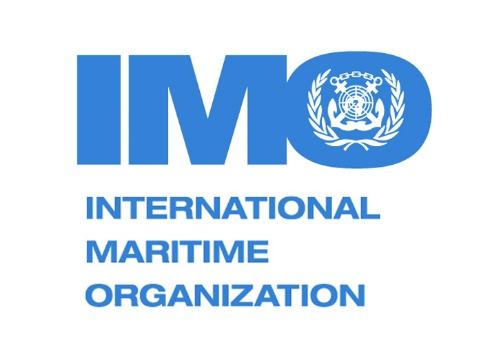 IMO
INTERNATIONAL
MARITIME
ORGANIZATION